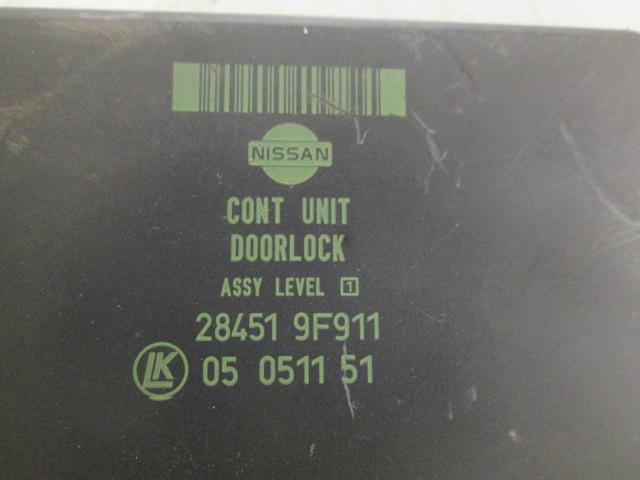 NISSAN
CONT UNIT
DOORLOCK
ASSY LEVEL 1
28451 9F911
LK 05 0511 51